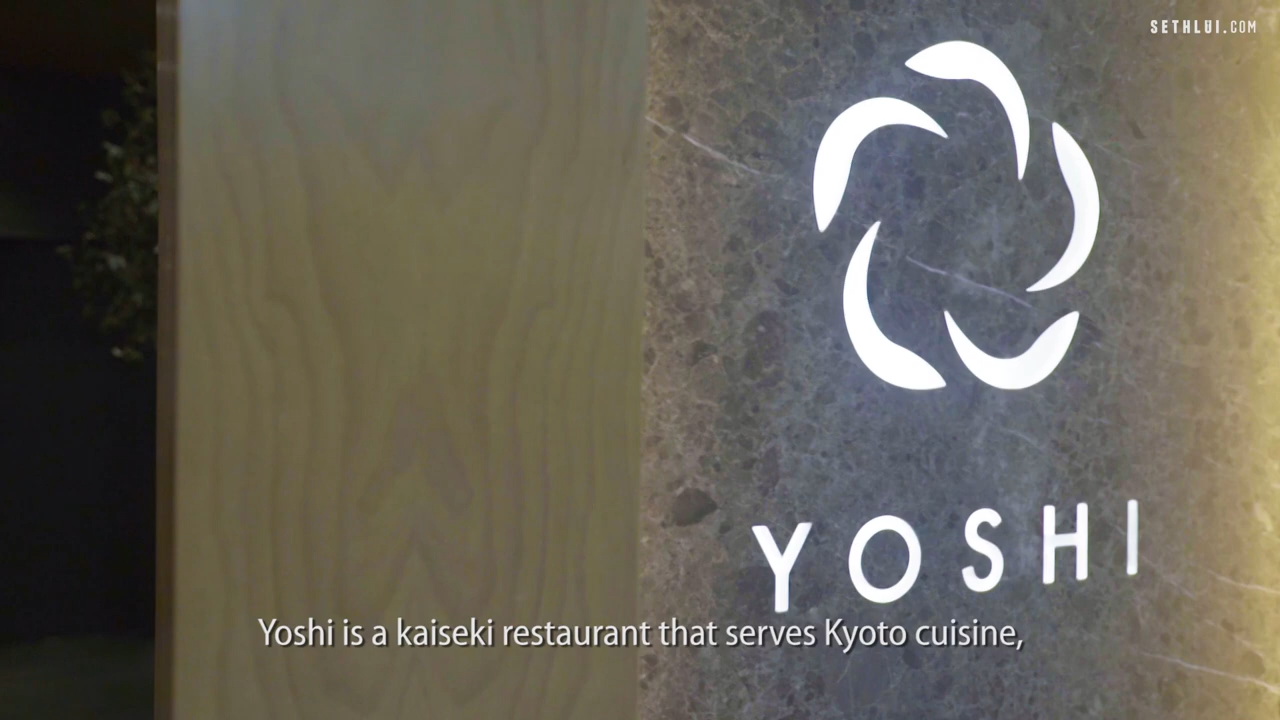 SETHLUI.COM
YOSHI
Yoshi is a kaiseki restaurant that serves Kyoto cuisine,